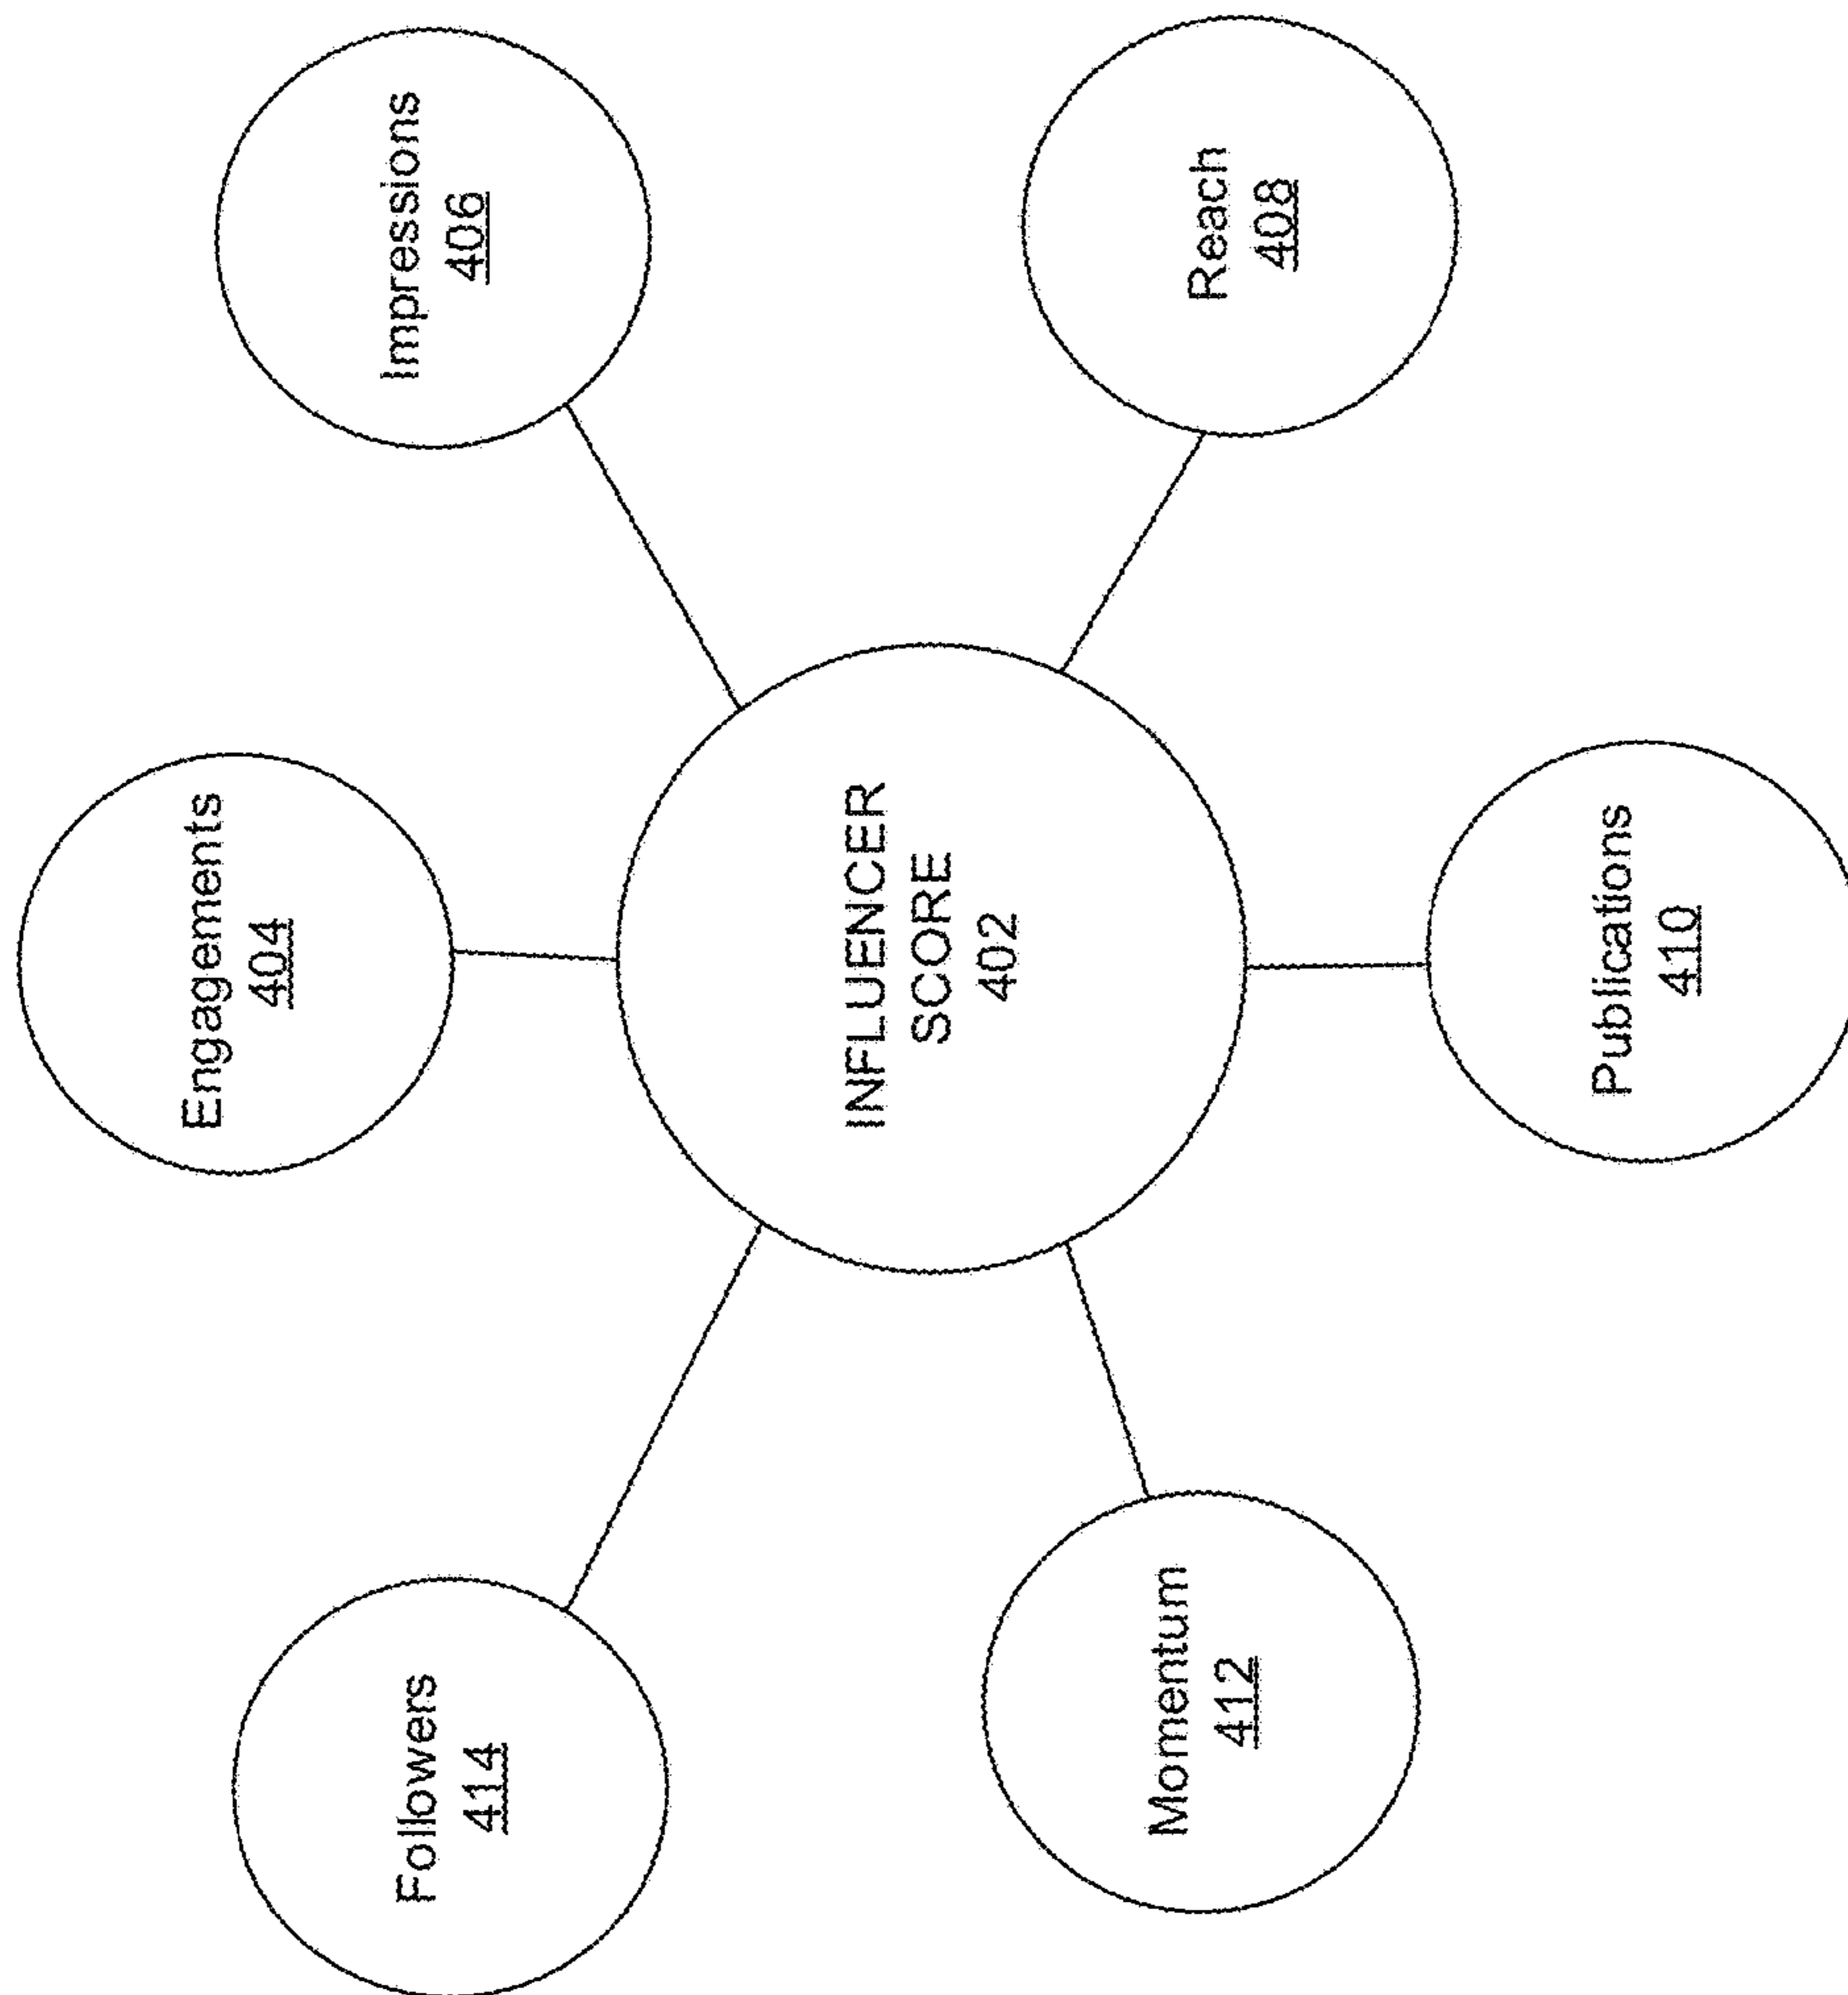 Engagements
404
Impressions
406
Followers
414
INFLUENCER
SCORE
402
Reach
408
Momentum
412
Publications
410